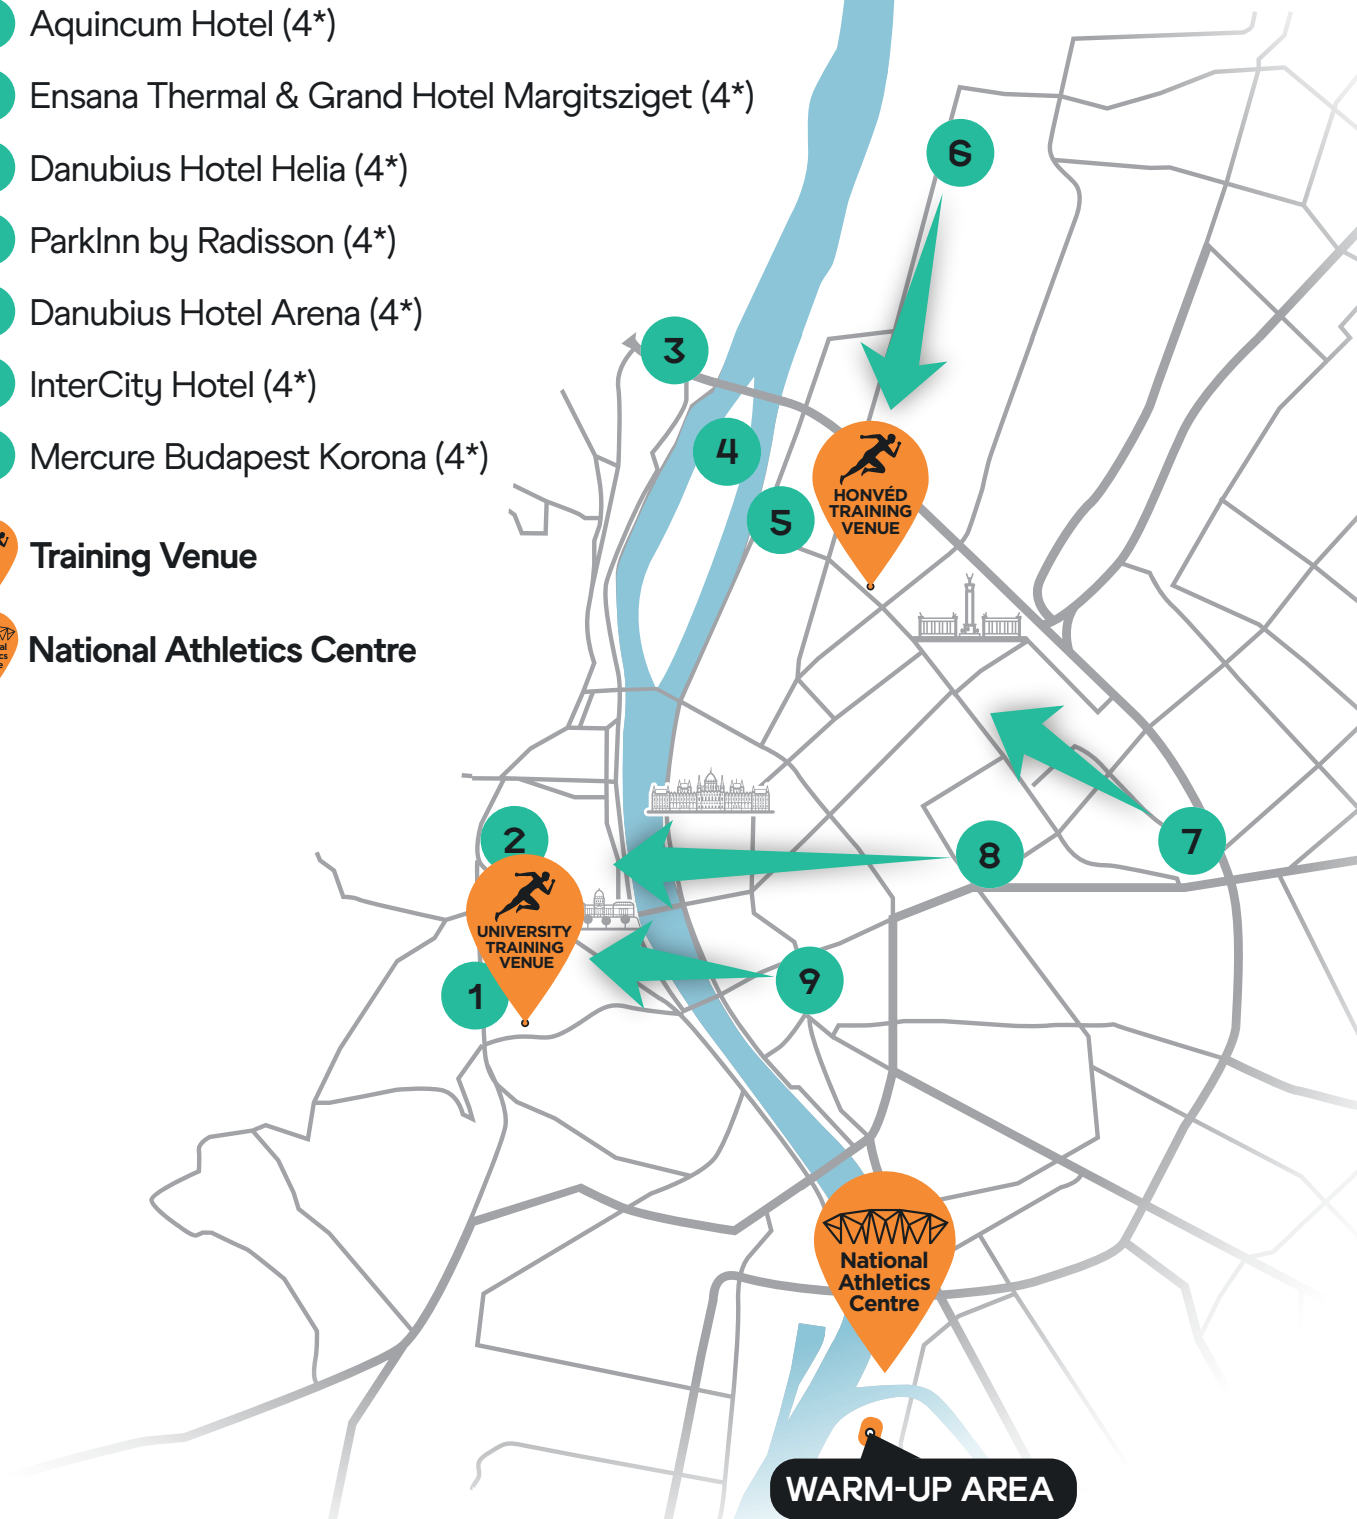 Aquincum Hotel (4*)
Ensana Thermal & Grand Hotel Margitsziget (4*)
Danubius Hotel Helia (4*)
ParkInn by Radisson (4*)
Danubius Hotel Arena (4*)
InterCity Hotel (4*)
Mercure Budapest Korona (4*)
Training Venue
National Athletics Centre
6
3
4
5
HONVÉD
TRAINING
VENUE
7
8
2
UNIVERSITY
TRAINING
VENUE
1
9
National
Athletics
Centre
WARM-UP AREA